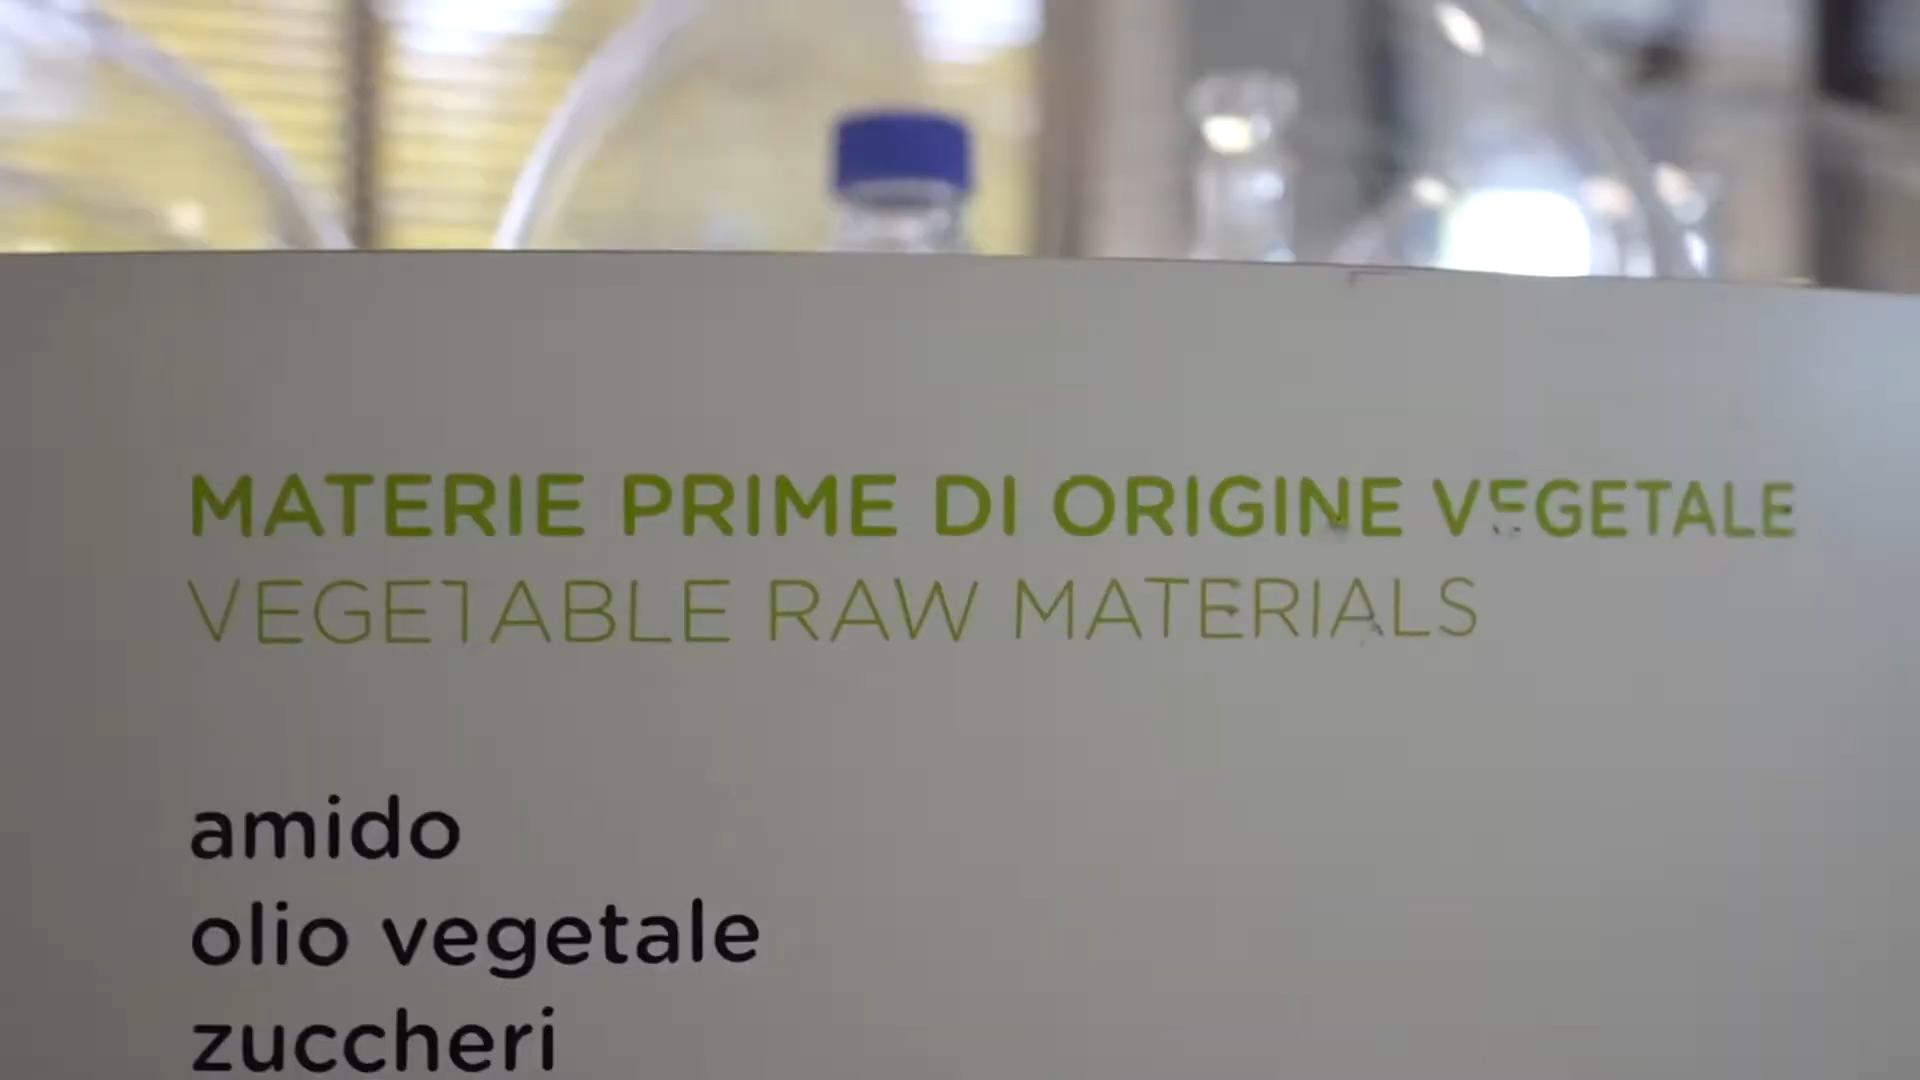 MATERIE PRIME DI ORIGINE VEGETALE
VEGETABLE RAW MATERIALS
amido
olio vegetale
zuccheri